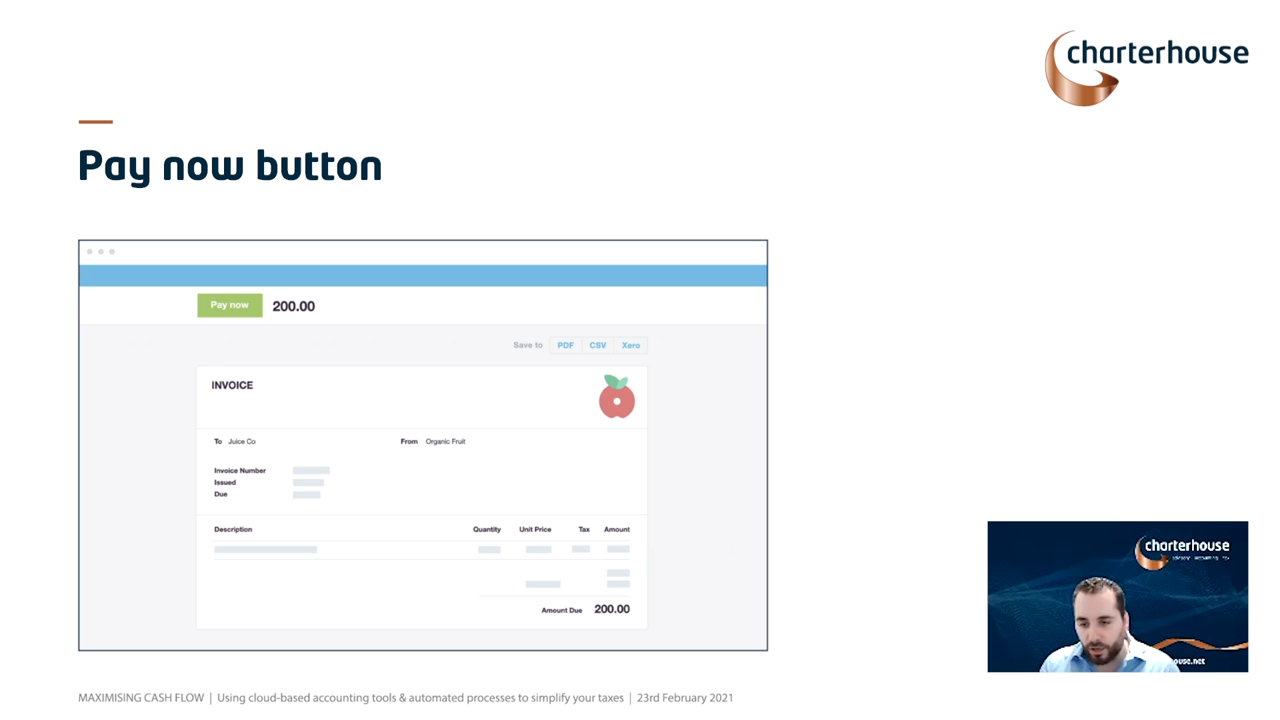 charterhouse
Pay now button
Pay now 200.00
Save to PDF CSV Xero
INVOICE
To Juice Co From Organic Fruit
Invoice Number
Issued
Due
Description Quantity Unit Price Tax Amount
Amount Due 200.00
charterhouse
ouse.net
MAXIMISING CASH FLOW | Using cloud-based accounting tools & automated processes to simplify your taxes | 23rd February 2021